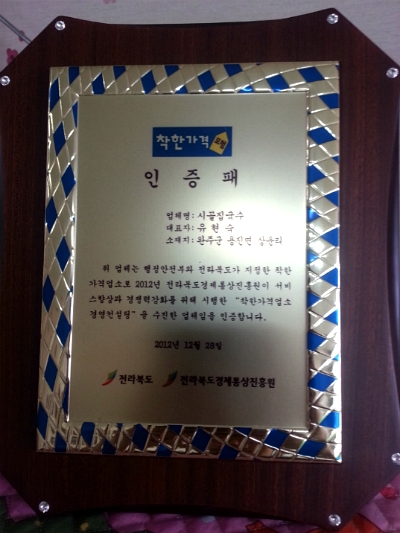 착한가격
인 증 패
업체명: 시골집국수
대표자: 유 현 숙
소재지: 완주군 용진면 상운리
위 업체는 행정안전부와 전라북도가 지정한 착한
가격업소로 2012년 전라북도경제통상진흥원이 서비
스향상과 경쟁력강화를 위해 시행한 "착한가격업소
경영컨설팅"을 수진한 업체임을 인증합니다.
2012년 12월 28일
전라북도 전라북도경제통상진흥원